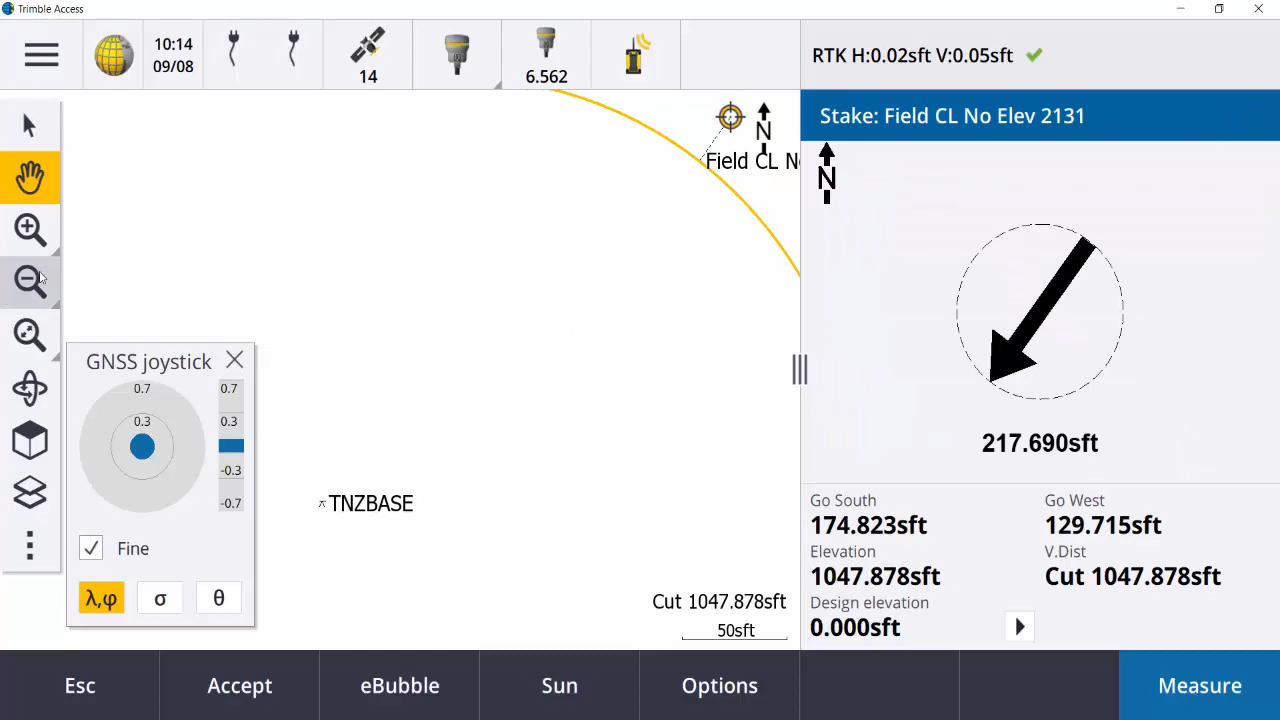 Trimble Access
10:14
09/08
14
6.562
RTK H:0.02sft V:0.05sft
Stake: Field CL No Elev 2131
N
Field CL N
N
217.690sft
GNSS joystick
0.7
0.7
0.3
0.3
-0.3
-0.7
Fine
λ,φ
σ
θ
TNZBASE
Cut 1047.878sft
50sft
Go South
174.823sft
Go West
129.715sft
Elevation
1047.878sft
V.Dist
Cut 1047.878sft
Design elevation
0.000sft
Esc
Accept
eBubble
Sun
Options
Measure